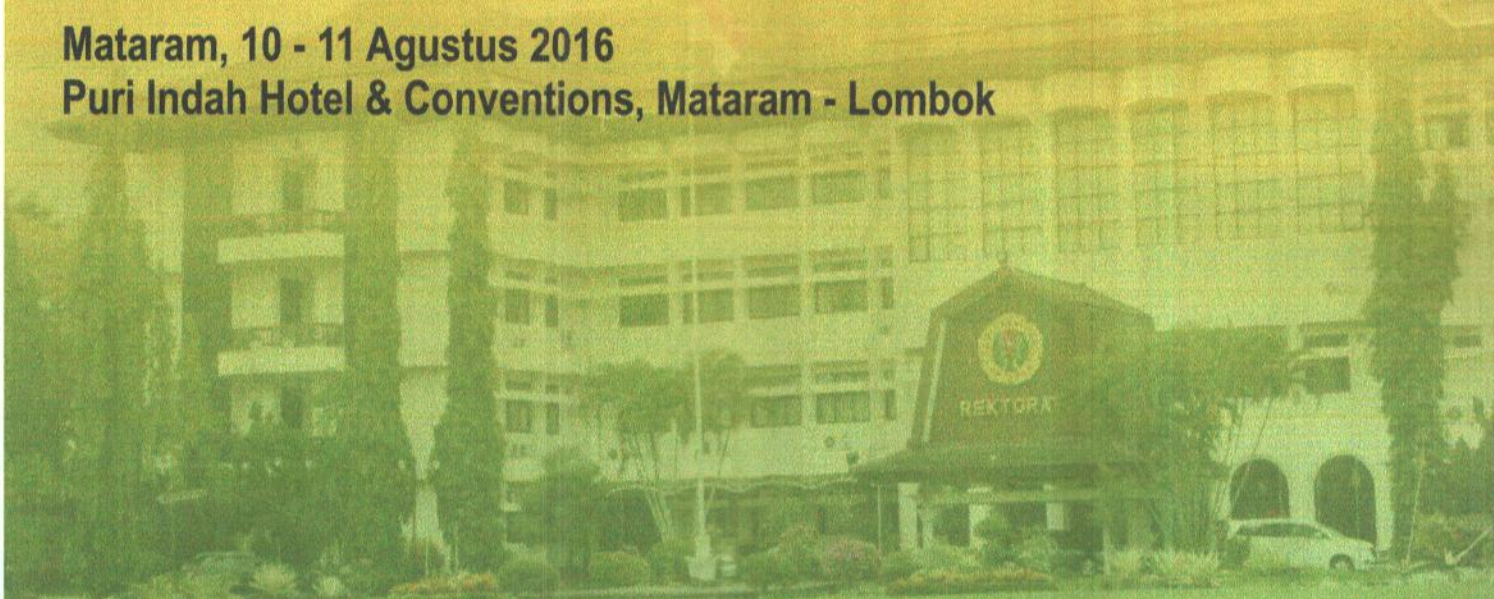 Mataram, 10 - 11 Agustus 2016
Puri Indah Hotel & Conventions, Mataram - Lombok
REKTORAT